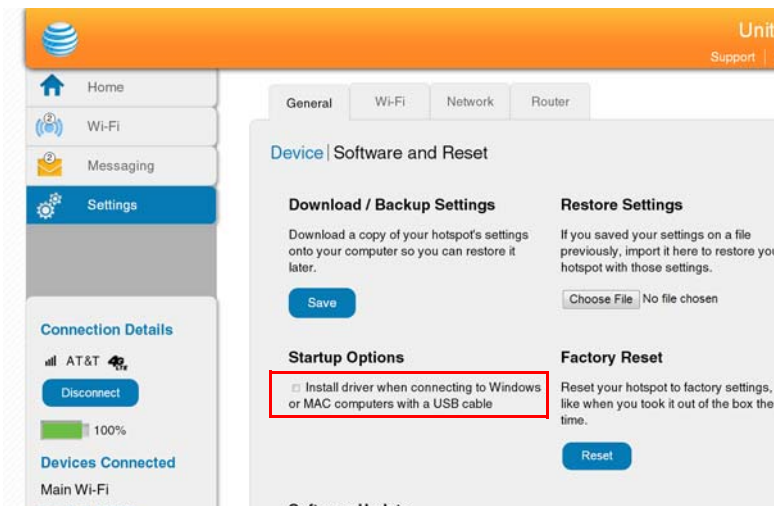 Unit
Support
Home
2
Wi-Fi
2
Messaging
Settings
General
Wi-Fi
Network
Router
Device | Software and Reset
Download / Backup Settings
Download a copy of your hotspot's settings
onto your computer so you can restore it
later.
Save
Restore Settings
If you saved your settings on a file
previously, import it here to restore you
hotspot with those settings.
Choose File No file chosen
Startup Options
Install driver when connecting to Windows
or MAC computers with a USB cable
Factory Reset
Reset your hotspot to factory settings,
like when you took it out of the box the
time.
Reset
Connection Details
AT&T 4G LTE
Disconnect
100%
Devices Connected
Main Wi-Fi